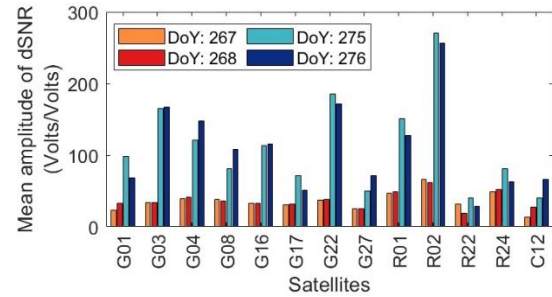 Mean amplitude of dSNR
(Volts/Volts)
300
200
100
0
DoY: 267 DoY: 275
DoY: 268 DoY: 276
G01 G03 G04 G08 G16 G17 G22 G27 R01 R02 R22 R24 C12
Satellites